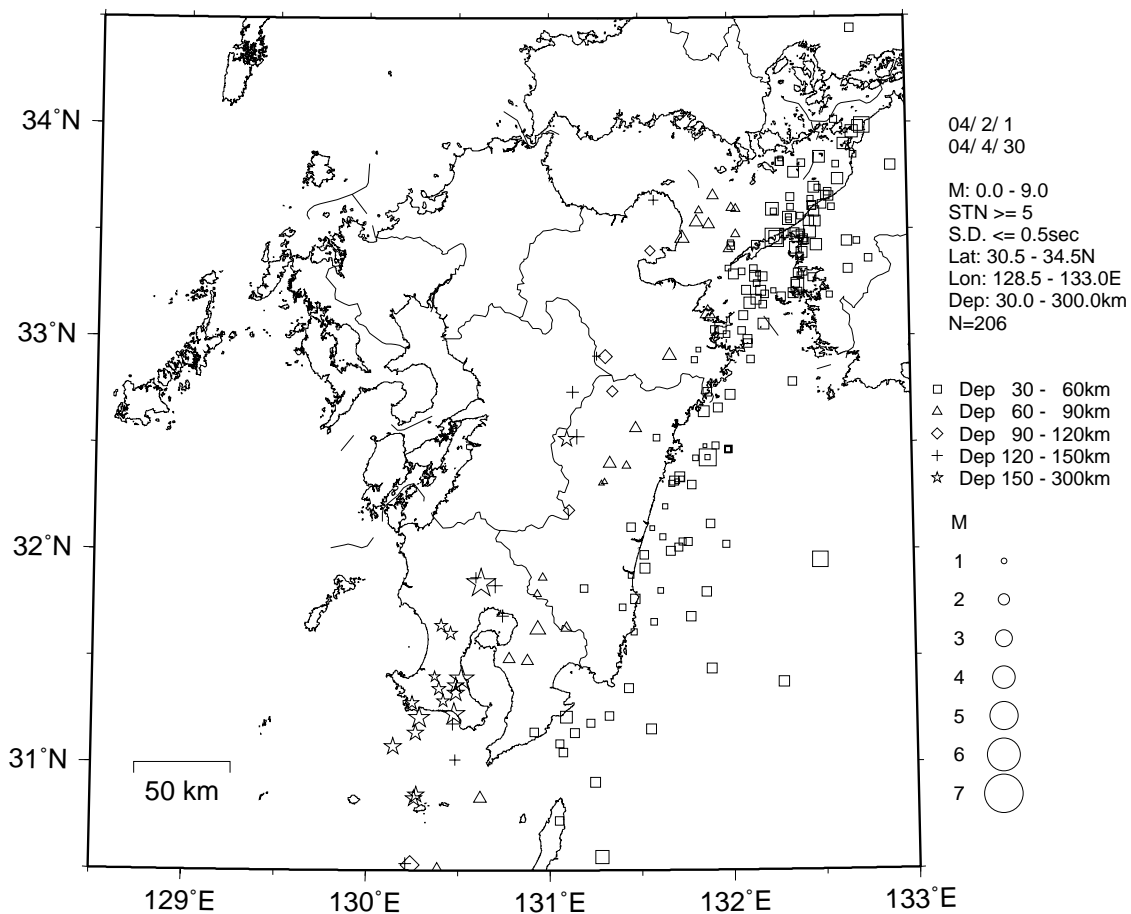 34°N
33°N
32°N
31°N
50 km
129°E
130°E
131°E
132°E
133°E
04/ 2/ 1
04/ 4/ 30
M: 0.0 - 9.0
STN >= 5
S.D. <= 0.5sec
Lat: 30.5 - 34.5N
Lon: 128.5 - 133.0E
Dep: 30.0 - 300.0km
N=206
Dep 30 - 60km
Dep 60 - 90km
Dep 90 - 120km
Dep 120 - 150km
Dep 150 - 300km
M
1
2
3
4
5
6
7